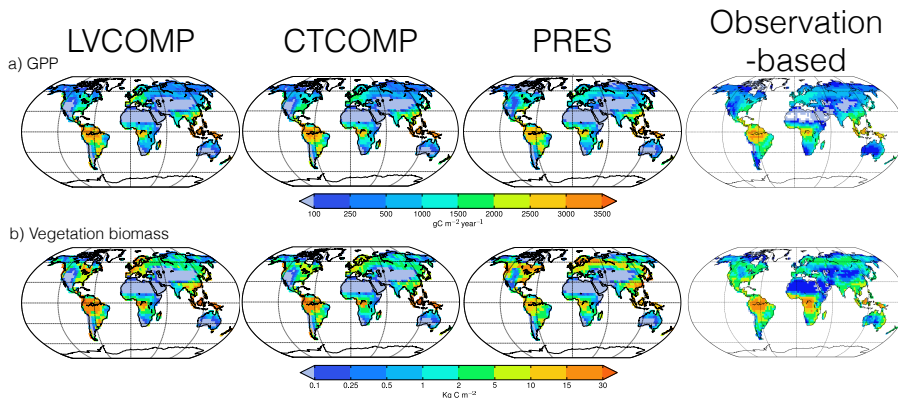 LVCOMP CTCOMP PRES Observation
-based
a) GPP
100 250 500 1000 1500 2000 2500 3000 3500
gC m⁻² year⁻¹
b) Vegetation biomass
0.1 0.25 0.5 1 2 5 10 15 30
Kg C m⁻²